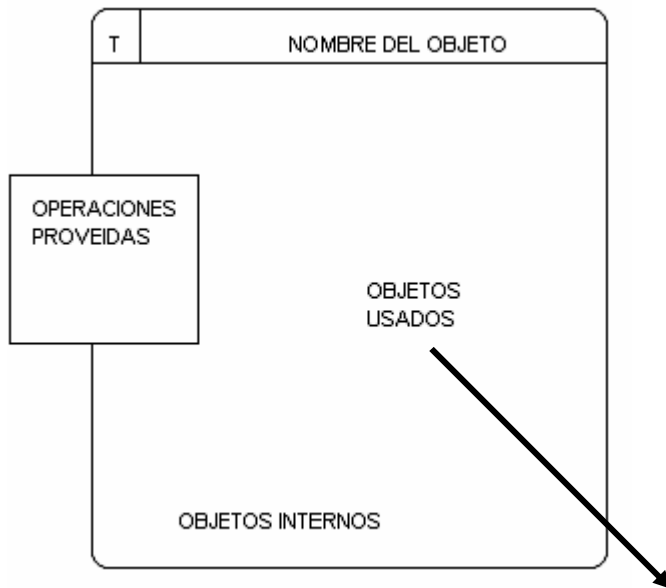 T
NOMBRE DEL OBJETO
OPERACIONES
PROVEIDAS
OBJETOS
USADOS
OBJETOS INTERNOS